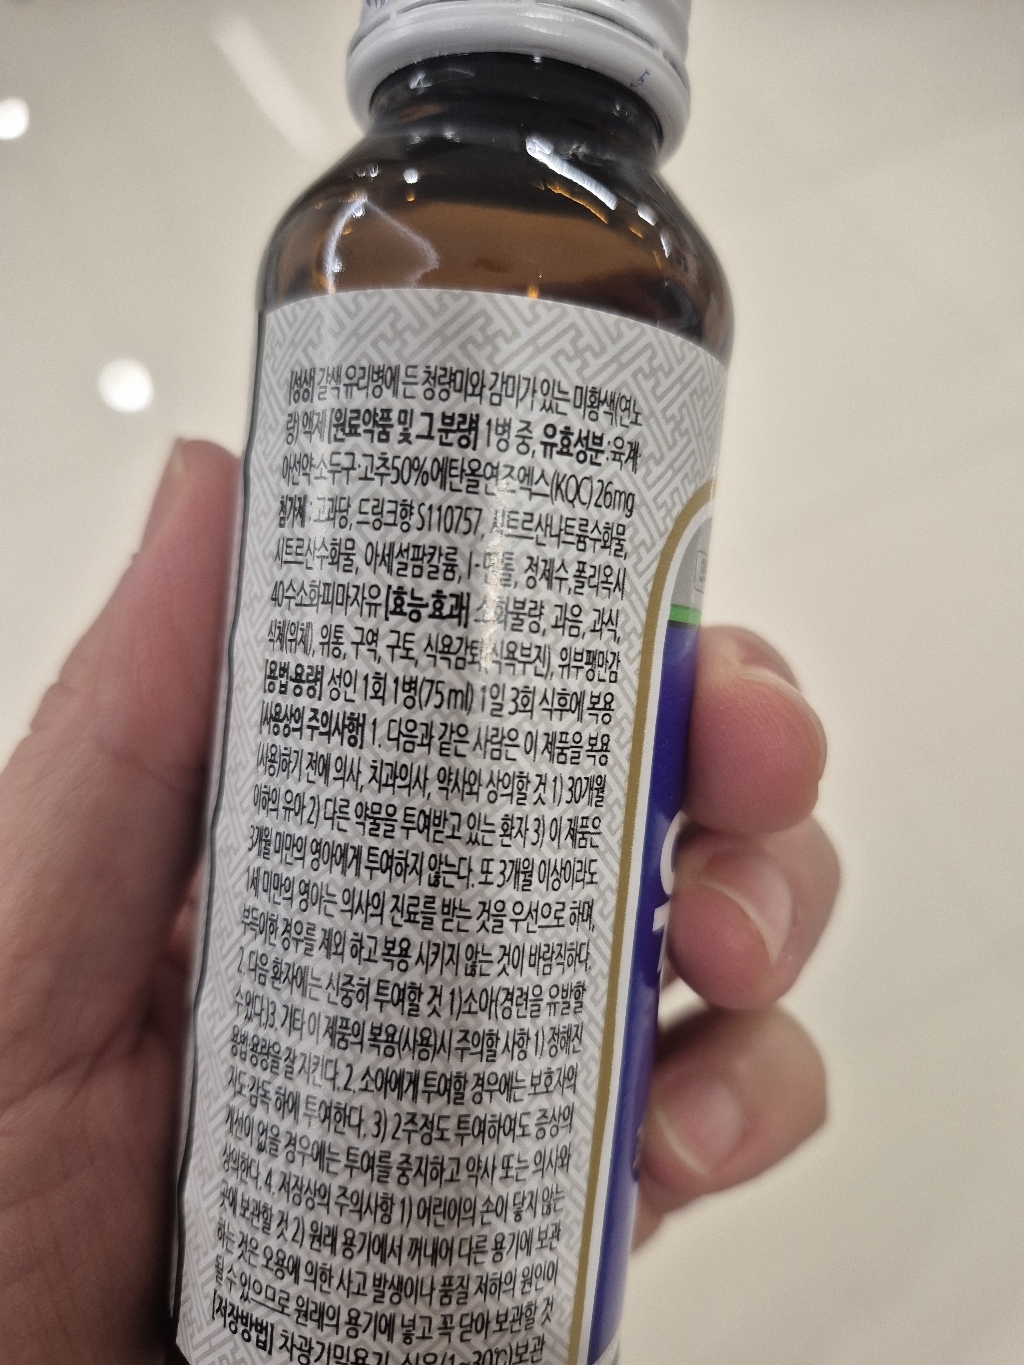 5
[성상] 갈색 유리병에 든 청량미와 감미가 있는 미황색(연노
랑) 액제 [원료약품 및 그 분량] 1병 중, 유효성분:육계·
아선약·소두구·고추50%에탄올연조엑스(KQC) 26mg
첨가제 : 고과당, 드링크향 S110757, 시트르산나트륨수화물,
시트르산수화물, 아세설팜칼륨, l-멘톨, 정제수,폴리옥시
40수소화피마자유 [효능·효과] 소화불량, 과음, 과식,
식체(위체), 위통, 구역, 구토, 식욕감퇴(식욕부진), 위부팽만감
[용법·용량] 성인 1회 1병(75ml) 1일 3회 식후에 복용
[사용상의 주의사항] 1. 다음과 같은 사람은 이 제품을 복용
(사용)하기 전에 의사, 치과의사, 약사와 상의할 것 1) 30개월
이하의 유아 2) 다른 약물을 투여받고 있는 환자 3) 이 제품은
3개월 미만의 영아에게 투여하지 않는다. 또 3개월 이상이라도
1세 미만의 영아는 의사의 진료를 받는 것을 우선으로 하며,
부득이한 경우를 제외 하고 복용 시키지 않는 것이 바람직하다.
2. 다음 환자에는 신중히 투여할 것 1)소아(경련을 유발할
수 있다.)3. 기타 이 제품의 복용(사용)시 주의할 사항 1) 정해진
용법·용량을 잘 지킨다. 2. 소아에게 투여할 경우에는 보호자의
지도 감독 하에 투여한다. 3) 2주정도 투여하여도 증상의
개선이 없을 경우에는 투여를 중지하고 약사 또는 의사와
상의한다. 4. 저장상의 주의사항 1) 어린이의 손이 닿지 않는
곳에 보관할 것 2) 원래 용기에서 꺼내어 다른 용기에 보관
하는 것은 오용에 의한 사고 발생이나 품질 저하의 원인이
될 수 있으므로 원래의 용기에 넣고 꼭 닫아 보관할 것
[저장방법] 차광기밀용기, 실온(1~30℃)보관